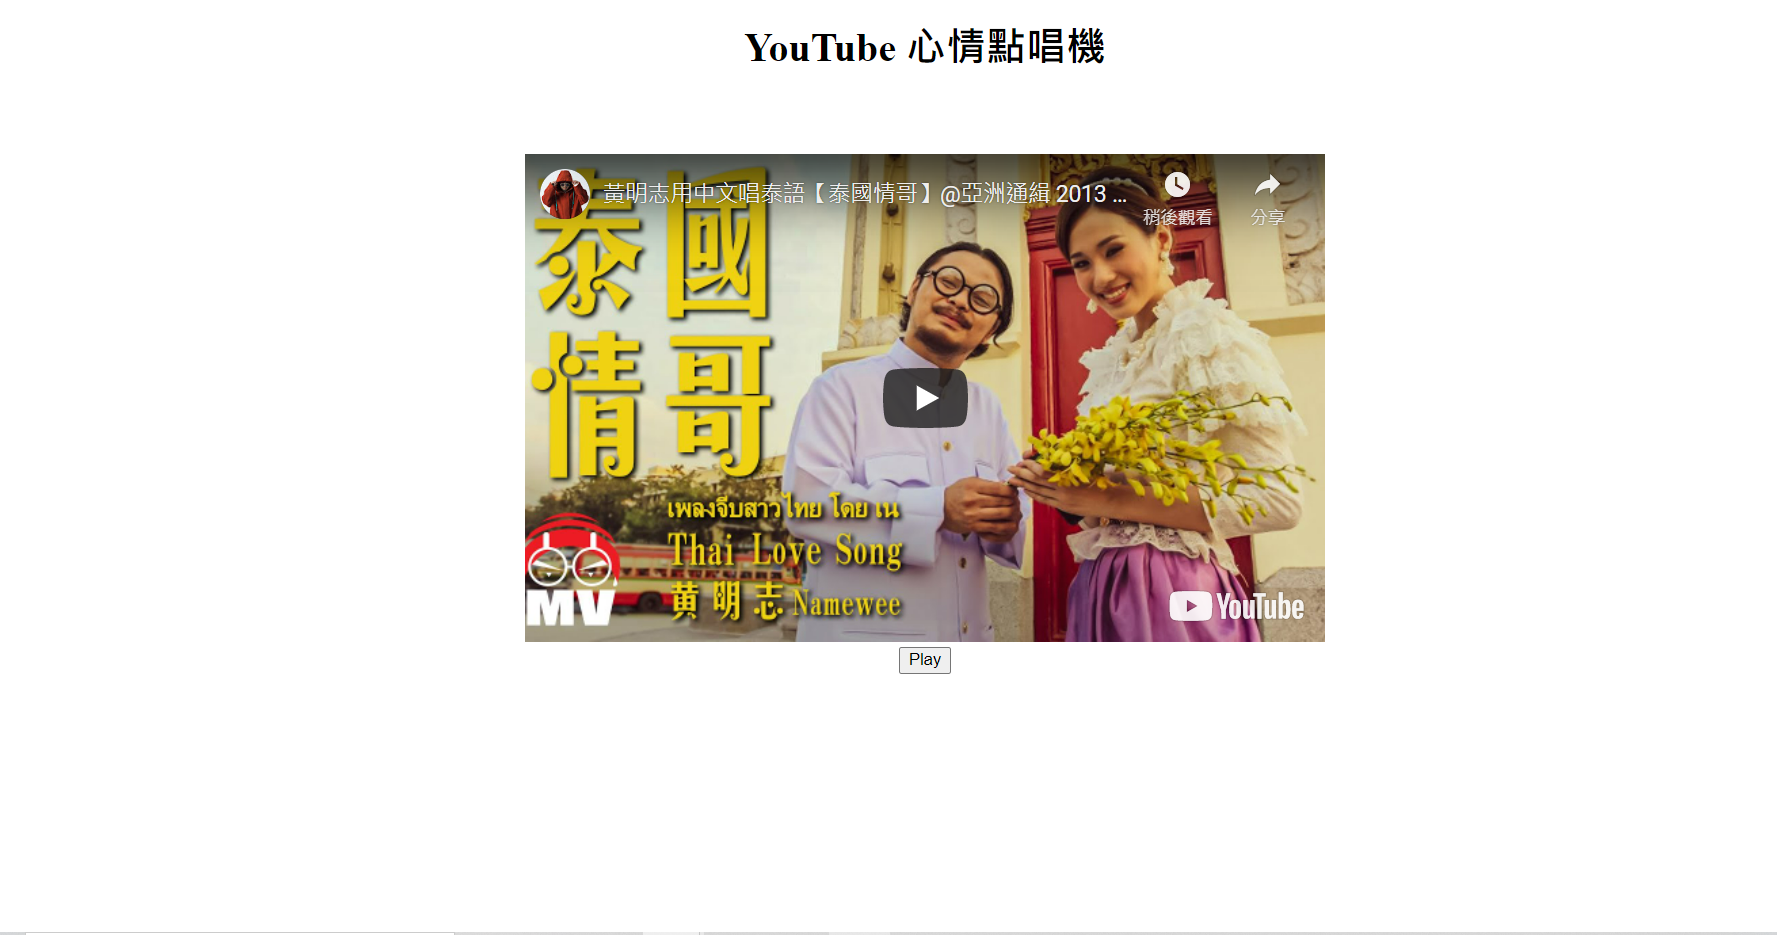 YouTube 心情點唱機
黃明志用中文唱泰語【泰國情哥】@亞洲通緝 2013 ...
稍後觀看
分享
泰國
情哥
เพลงจีบสาวไทย โดย เน
Thai Love Song
黄明志 Namewee
MV
YouTube
Play